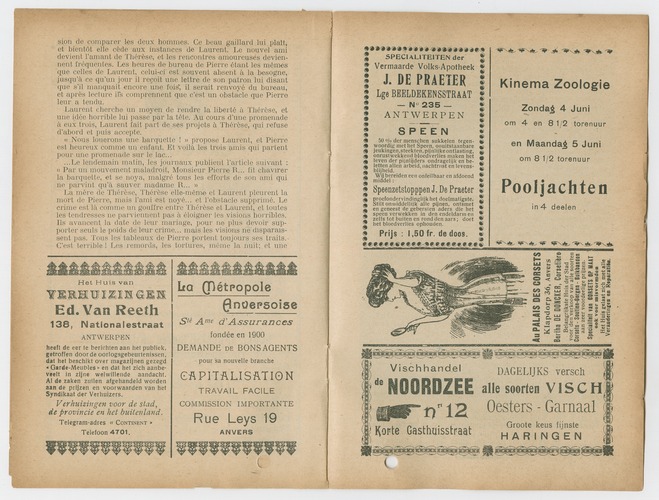 sion de comparer les deux hommes. Ce beau gaillard lui plaît,
et bientôt elle cède aux instances de Laurent. Le nouvel ami
devient l'amant de Thérèse, et les rencontres amoureuses devien-
nent fréquentes. Les heures de bureau de Pierre étant les mêmes
que celles de Laurent, celui-ci est souvent absent à la besogne,
jusqu'à ce qu'un jour il reçoit une lettre de son patron lui disant
que s'il manquait encore une fois, il serait renvoyé du bureau,
et après lecture ils comprennent que c'est un obstacle que Pierre
leur a tendu.
Laurent cherche un moyen de rendre la liberté à Thérèse, et
une idée horrible lui passe par la tête. Au cours d'une promenade
à eux trois, Laurent fait part de ses projets à Thérèse, qui refuse
d'abord et puis accepte.
« Nous louerons une barquette ! » propose Laurent, et Pierre
est heureux comme un enfant. Et voilà les trois amis qui partent
pour une promenade sur le lac...
...Le lendemain matin, les journaux publient l'article suivant :
« Par un mouvement maladroit, Monsieur Pierre R... fit chavirer
la barquette, et se noya, malgré tous les efforts de son ami qui
ne parvint qu'à sauver madame R... »
La mère de Thérèse, Thérèse elle-même et Laurent pleurent la
mort de Pierre, mais l'ami est noyé... et l'obstacle supprimé. Le
crime est là comme un gouffre entre Thérèse et Laurent, et toutes
les tendresses ne parviennent pas à éloigner les visions horribles.
Ils avancent la date de leur mariage, pour ne plus devoir sup-
porter seuls le poids de leur crime... mais les visions ne disparais-
sent pas. Tous les tableaux de Pierre portent toujours ses traits.
C'est terrible ! Les remords, les tortures, mine la nuit; d'une
Het Huis van
VERHUIZINGEN
Ed. Van Reeth
138, Nationalestraat
ANTWERPEN
heeft de eer te berichten aan het publiek,
getroffen door de oorlogsgebeurtenissen,
dat het beschikt over magazijnen gezegd
«Garde-Meubles» en dat het zich aanbe-
veelt in zijne welwillende aandacht.
Al de zaken zullen afgehandeld worden
aan de prijzen en voorwaarden van het
Syndikaat der Verhuizers.
Verhuizingen voor de stad,
de provincie en het buitenland.
Telegram-adres «CONTORENT»
Telefoon 4701.
La Métropole
Anversoise
Sté Ame d'Assurances
fondée en 1900
DEMANDE de BONS AGENTS
pour sa nouvelle branche
CAPITALISATION
TRAVAIL FACILE
COMMISSION IMPORTANTE
Rue Leys 19
ANVERS
SPECIALITEITEN der
Vermaarde Volks-Apotheek
J. DE PRAETER
Lge BEELDEKENSSTRAAT
— No 235 —
ANTWERPEN
SPEEN
Speenzetstopppen J. De Praeter
Prijs : 1,50 fr. de doos.
Kinema Zoologie
Zondag 4 Juni
om 4 en 8 1/2 torenuur
en Maandag 5 Juni
om 8 1/2 torenuur
Pooljachten
in 4 deelen
Au PALAIS DES CORSETS
Klapdorp 36, Anvers
Bertha DE DONCKER, Corsetière
Vischhandel
de NOORDZEE
nr 12
Korte Gasthuisstraat
DAGELIJKS versch
alle soorten VISCH
Oesters - Garnaal
Groote keus fijnste
HARINGEN